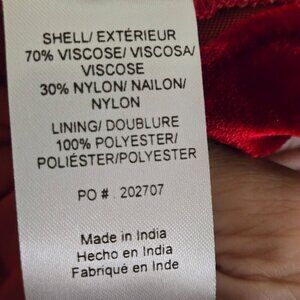 SHELL/ EXTÉRIEUR
70% VISCOSE/ VISCOSA/
VISCOSE
30% NYLON/ NAILON/
NYLON
LINING/ DOUBLURE
100% POLYESTER/
POLIÉSTER/POLYESTER
PO # . 202707
Made in India
Hecho en India
Fabriqué en Inde